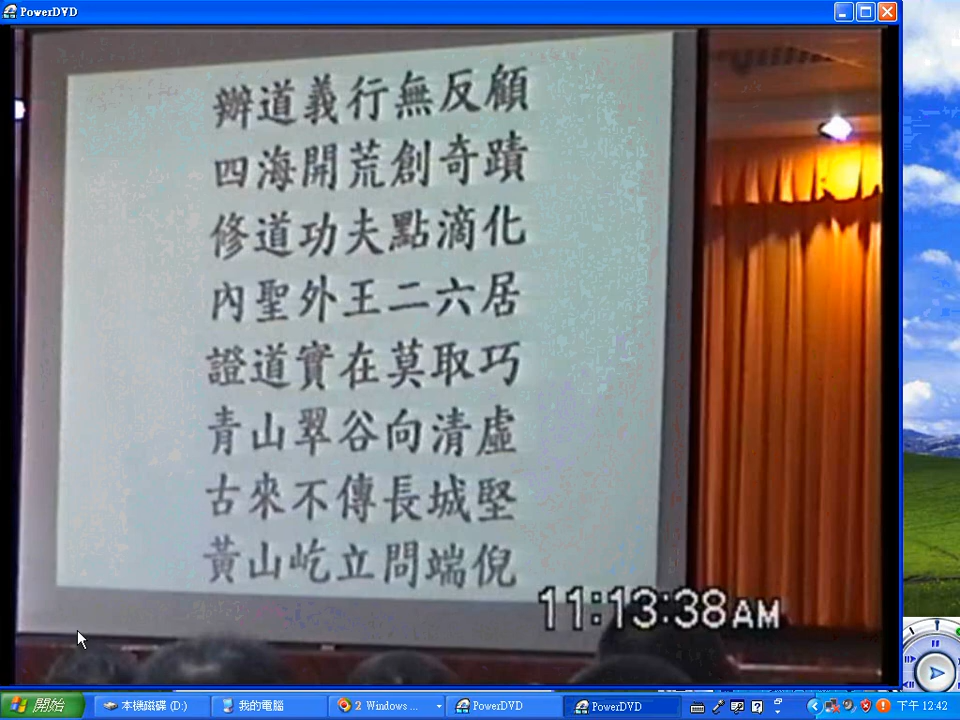 PowerDVD
辦道義行無反顧
四海開荒創奇蹟
修道功夫點滴化
內聖外王二六居
證道實在莫取巧
青山翠谷向清虛
古來不傳長城堅
黃山屹立問端倪
11:13:38AM
開始
本機磁碟 (D:)
我的電腦
2 Windows ...
PowerDVD
PowerDVD
下午 12:42